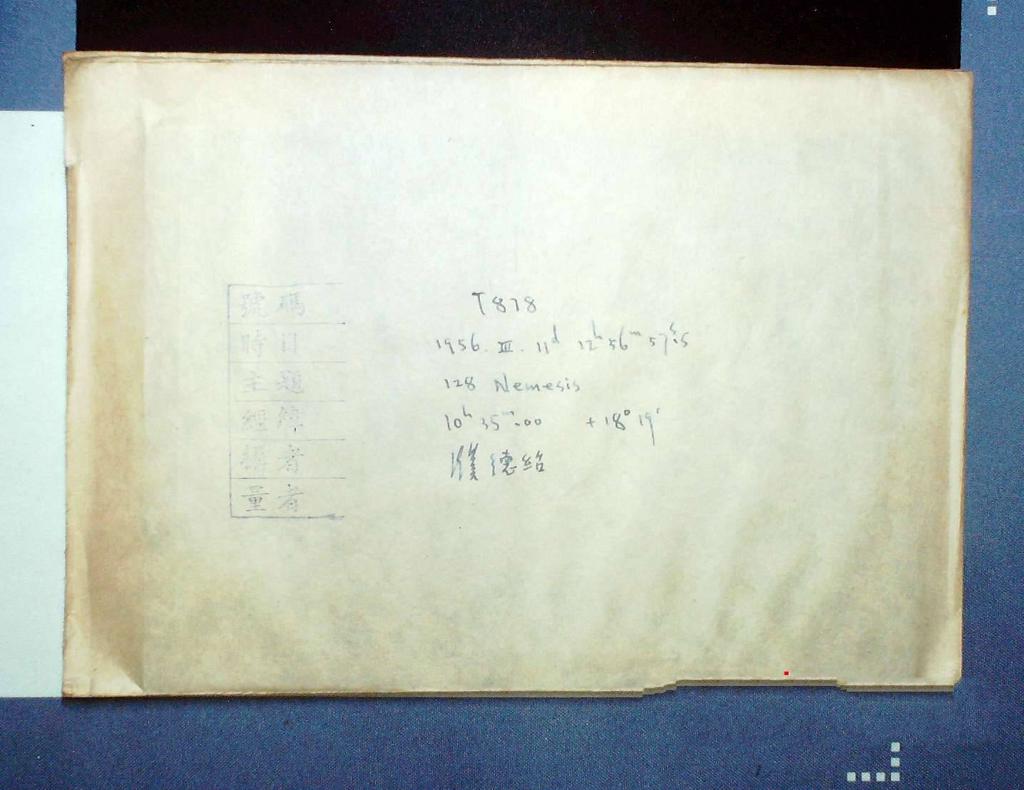 號碼 T878
時日 1956. III. 11ᵈ 12ʰ 56ᵐ 57ˢ.5
主題 128 Nemesis
經緯 10ʰ 35ᵐ.00 +18° 19'
攝者 德
量者